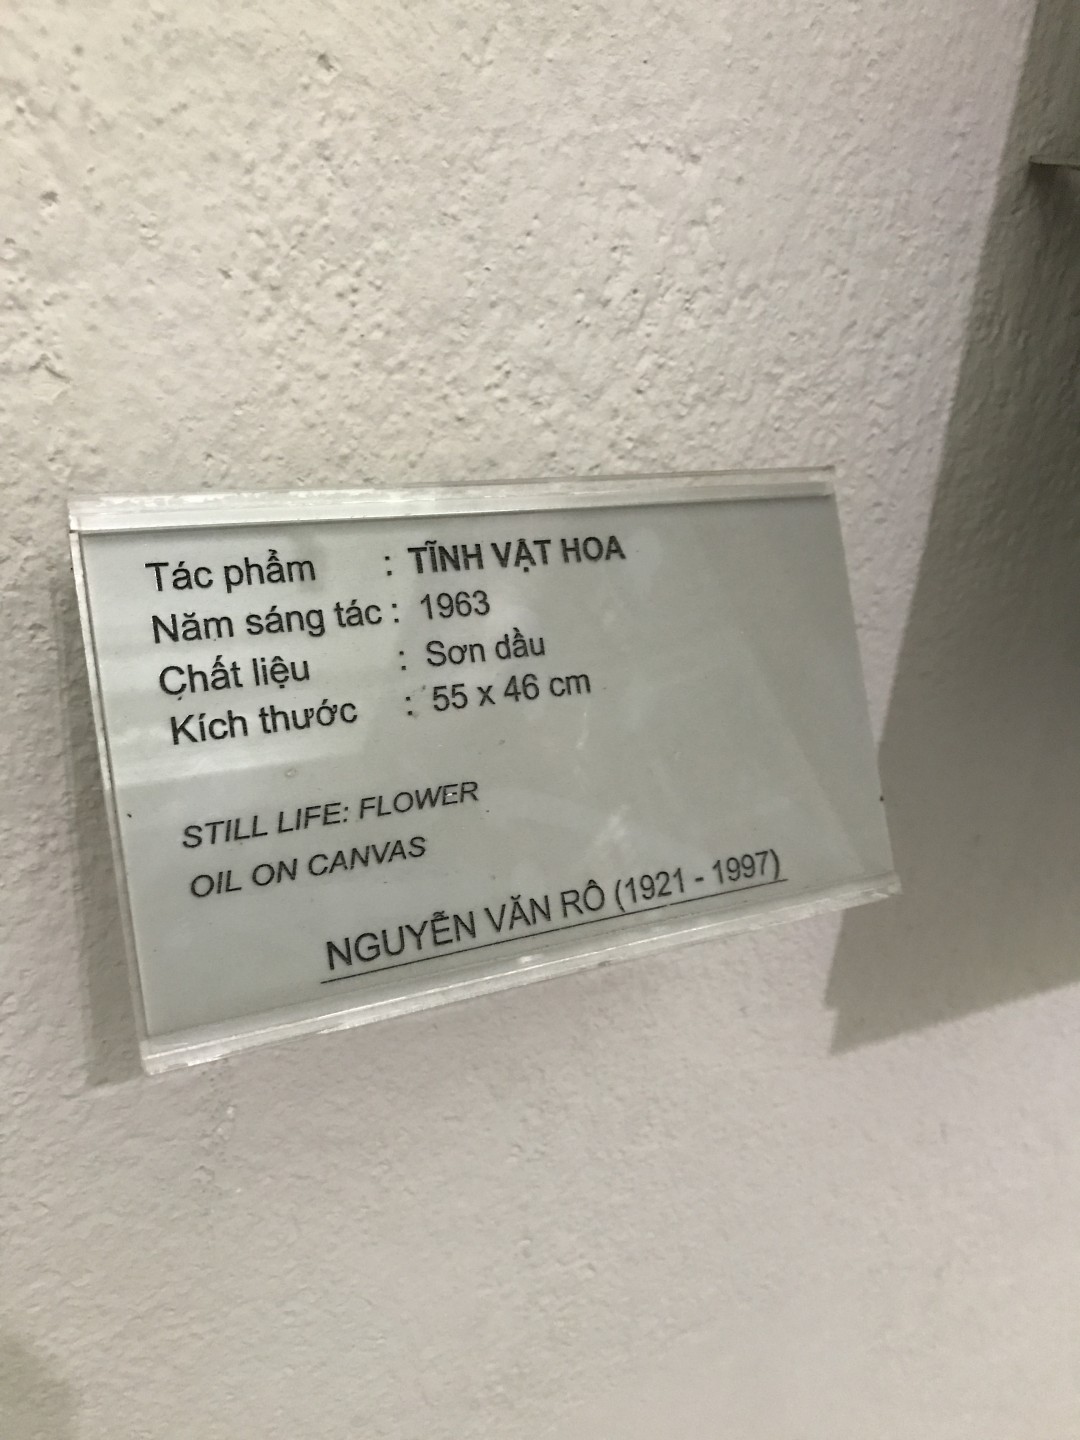 Tác phẩm : TĨNH VẬT HOA
Năm sáng tác : 1963
Chất liệu : Sơn dầu
Kích thước : 55 x 46 cm
STILL LIFE: FLOWER
OIL ON CANVAS
NGUYỄN VĂN RÔ (1921 - 1997)